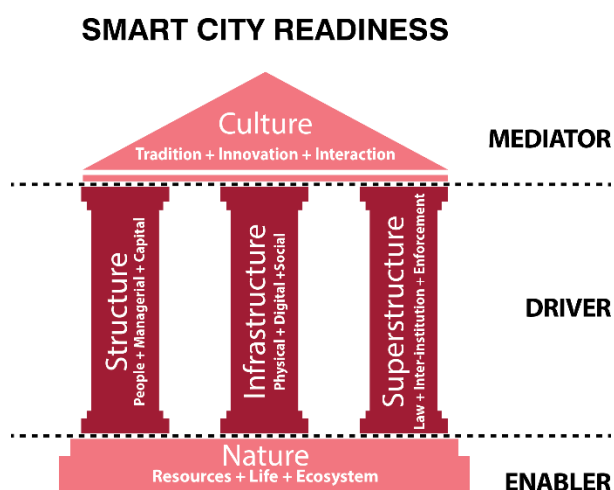 SMART CITY READINESS
Culture
Tradition + Innovation + Interaction
MEDIATOR
Structure
People + Managerial + Capital
Infrastructure
Physical + Digital +Social
Superstructure
Law + Inter-institution + Enforcement
DRIVER
Nature
Resources + Life + Ecosystem
ENABLER